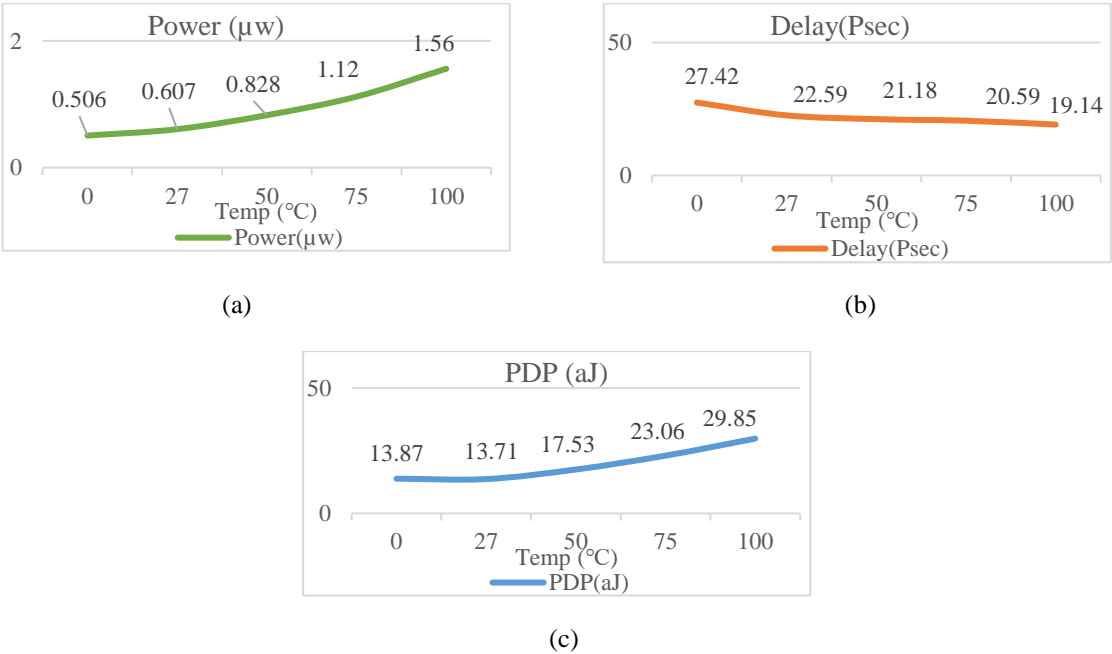 Power (µw)
2
1.56
1.12
0.828
0.607
0.506
0
0 27 50 75 100
Temp (°C)
Power(µw)
(a)
Delay(Psec)
50
27.42
22.59
21.18
20.59
19.14
0
0 27 50 75 100
Temp (°C)
Delay(Psec)
(b)
PDP (aJ)
50
13.87
13.71
17.53
23.06
29.85
0
0 27 50 75 100
Temp (°C)
PDP(aJ)
(c)